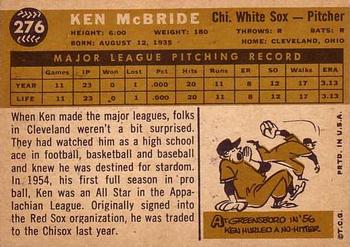 276
KEN McBRIDE
Chi. White Sox — Pitcher
HEIGHT: 6:00 WEIGHT: 180 THROWS: R BATS: R
BORN: AUGUST 12, 1935 HOME: CLEVELAND, OHIO
MAJOR LEAGUE PITCHING RECORD
Games IP Won Lost Pct. Hits Runs ER SO Walks ERA
YEAR 11 23 0 1 .000 20 11 8 12 17 3.13
LIFE 11 23 0 1 .000 20 11 8 12 17 3.13
When Ken made the major leagues, folks
in Cleveland weren't a bit surprised.
They had watched him as a high school
ace in football, basketball and baseball
and knew he was destined for stardom.
In 1954, his first full season in pro
ball, Ken was an All Star in the Appa-
lachian League. Originally signed into
the Red Sox organization, he was traded
to the Chisox last year.
AT GREENSBORO IN '56
KEN HURLED A NO-HITTER
©T.C.G. PRTD. IN U.S.A.